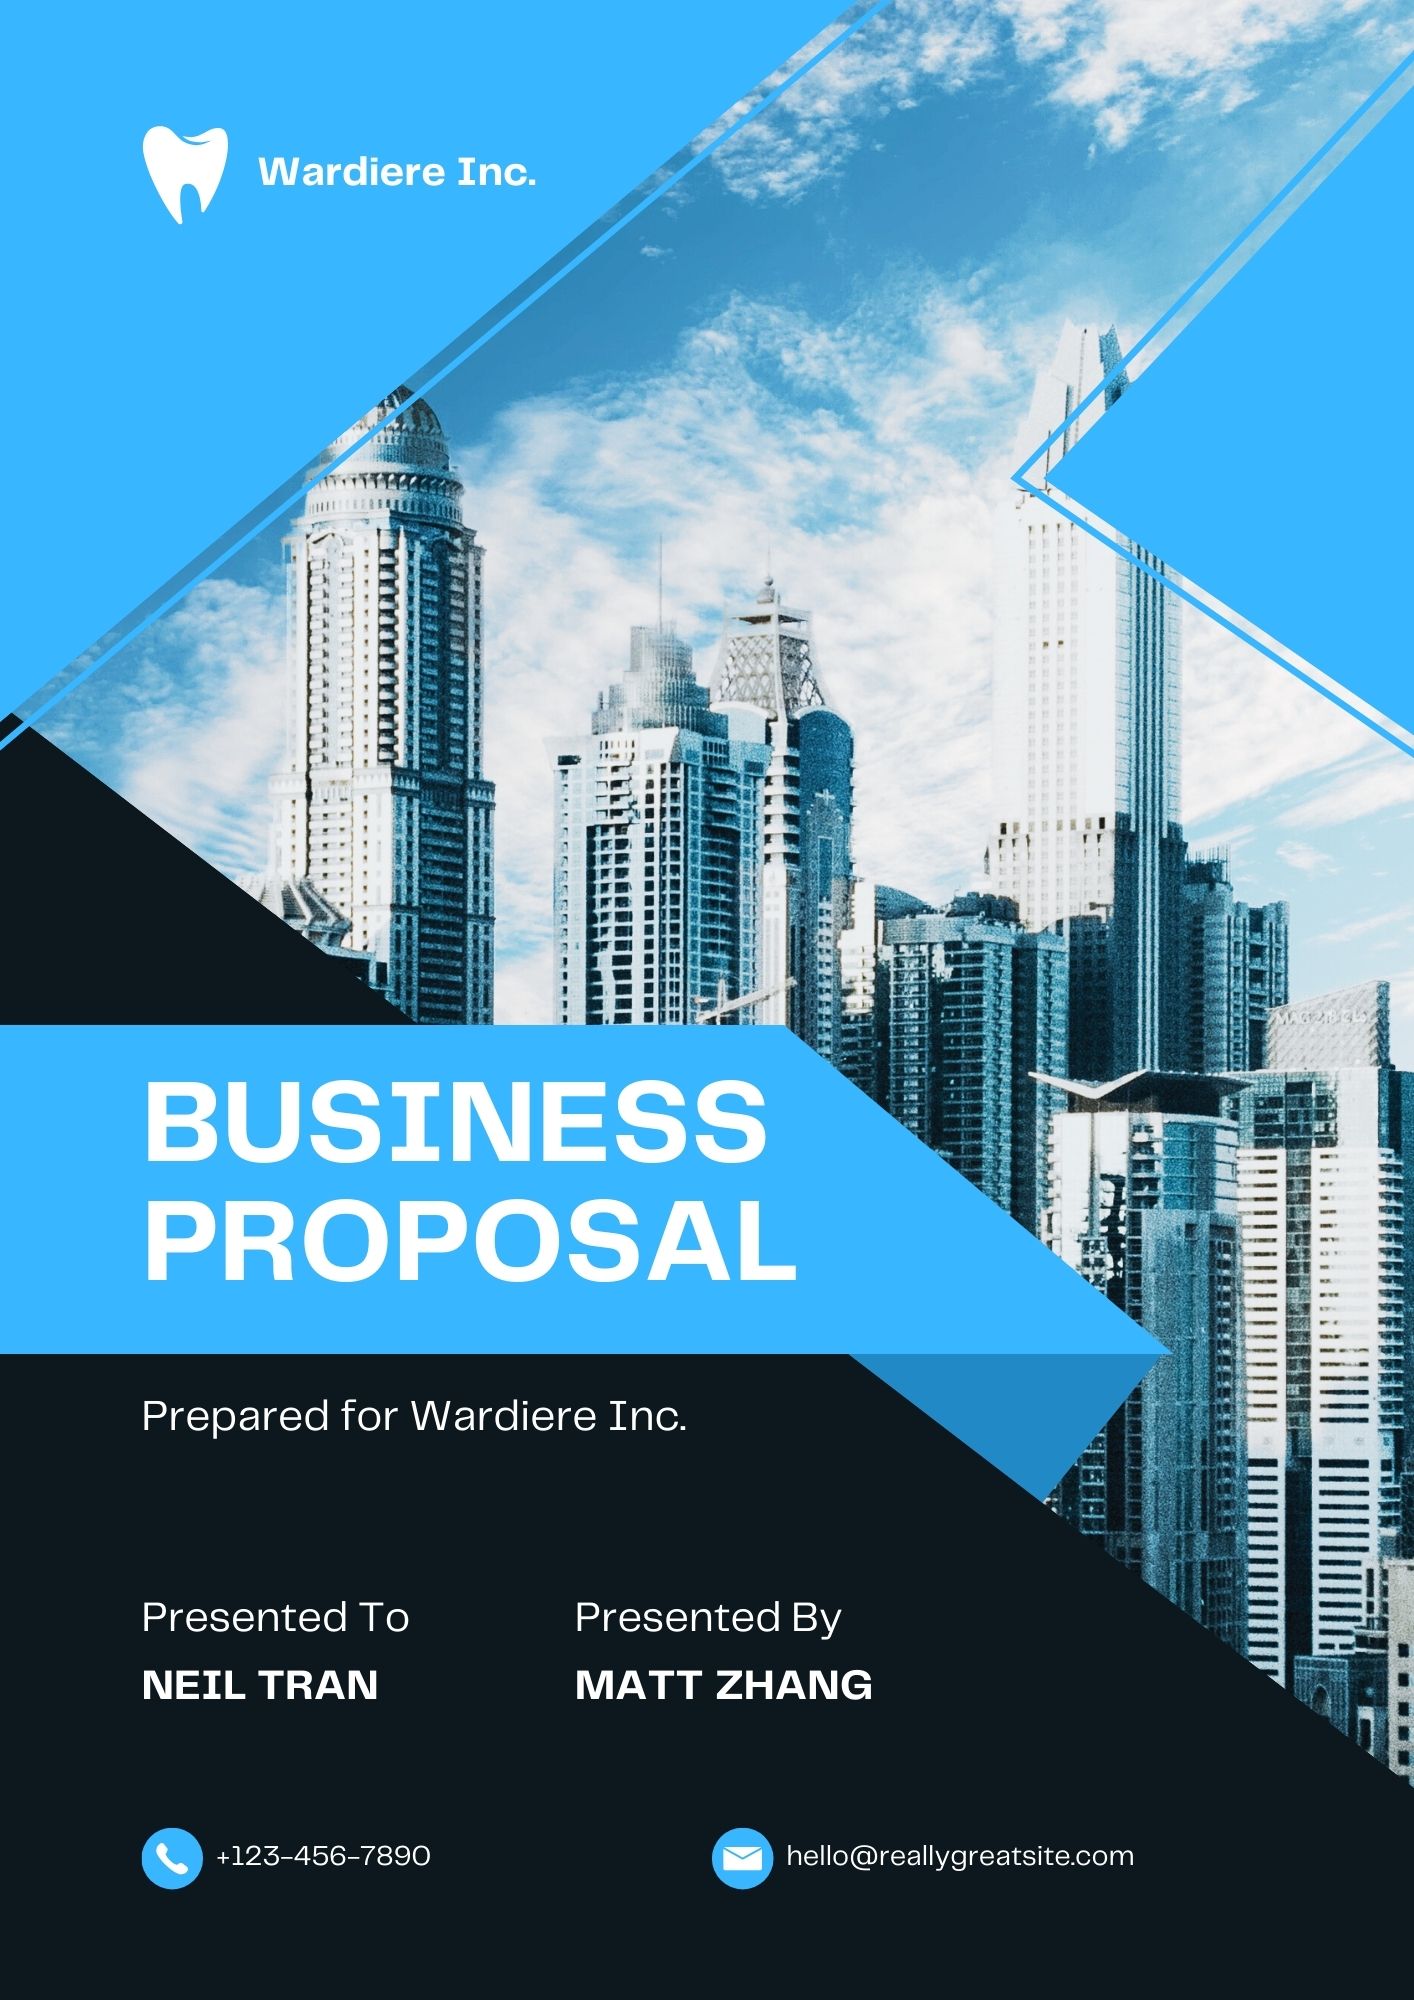 Wardiere Inc.
BUSINESS
PROPOSAL
Prepared for Wardiere Inc.
Presented To
NEIL TRAN
Presented By
MATT ZHANG
+123-456-7890
hello@reallygreatsite.com